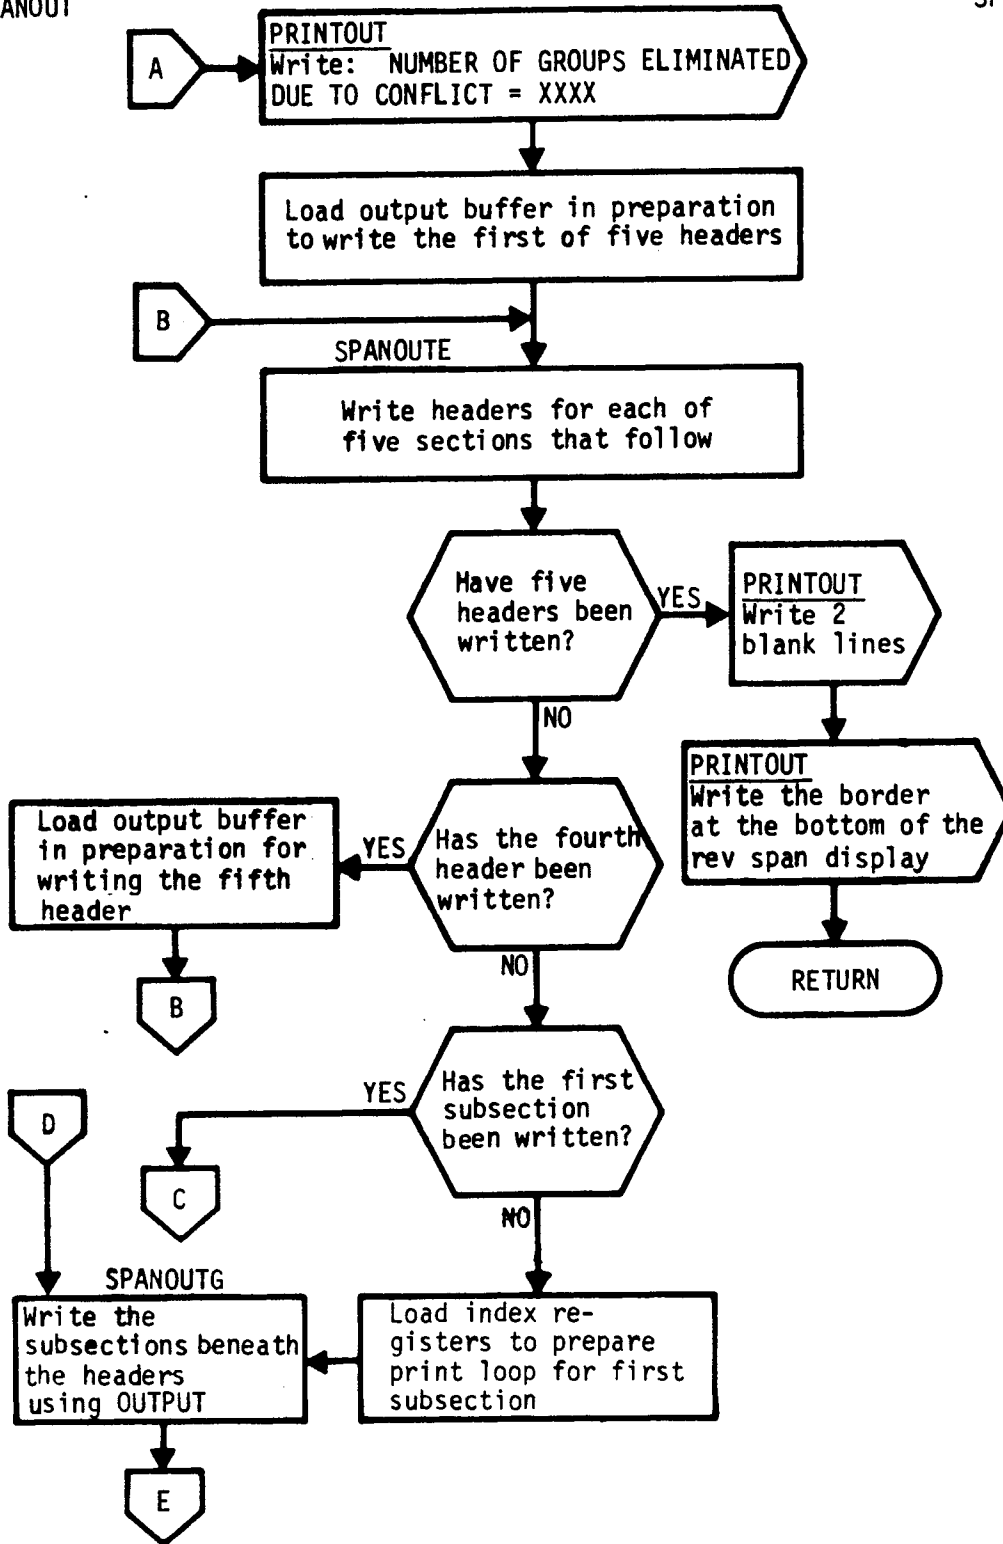 ANOUT
A
PRINTOUT
Write: NUMBER OF GROUPS ELIMINATED
DUE TO CONFLICT = XXXX
Load output buffer in preparation
to write the first of five headers
B
SPANOUTE
Write headers for each of
five sections that follow
Have five
headers been
written?
YES
PRINTOUT
Write 2
blank lines
NO
PRINTOUT
Write the border
at the bottom of the
rev span display
Load output buffer
in preparation for
writing the fifth
header
YES
Has the fourth
header been
written?
B
NO
RETURN
D
YES
Has the first
subsection
been written?
C
NO
SPANOUTG
Write the
subsections beneath
the headers
using OUTPUT
Load index re-
gisters to prepare
print loop for first
subsection
E